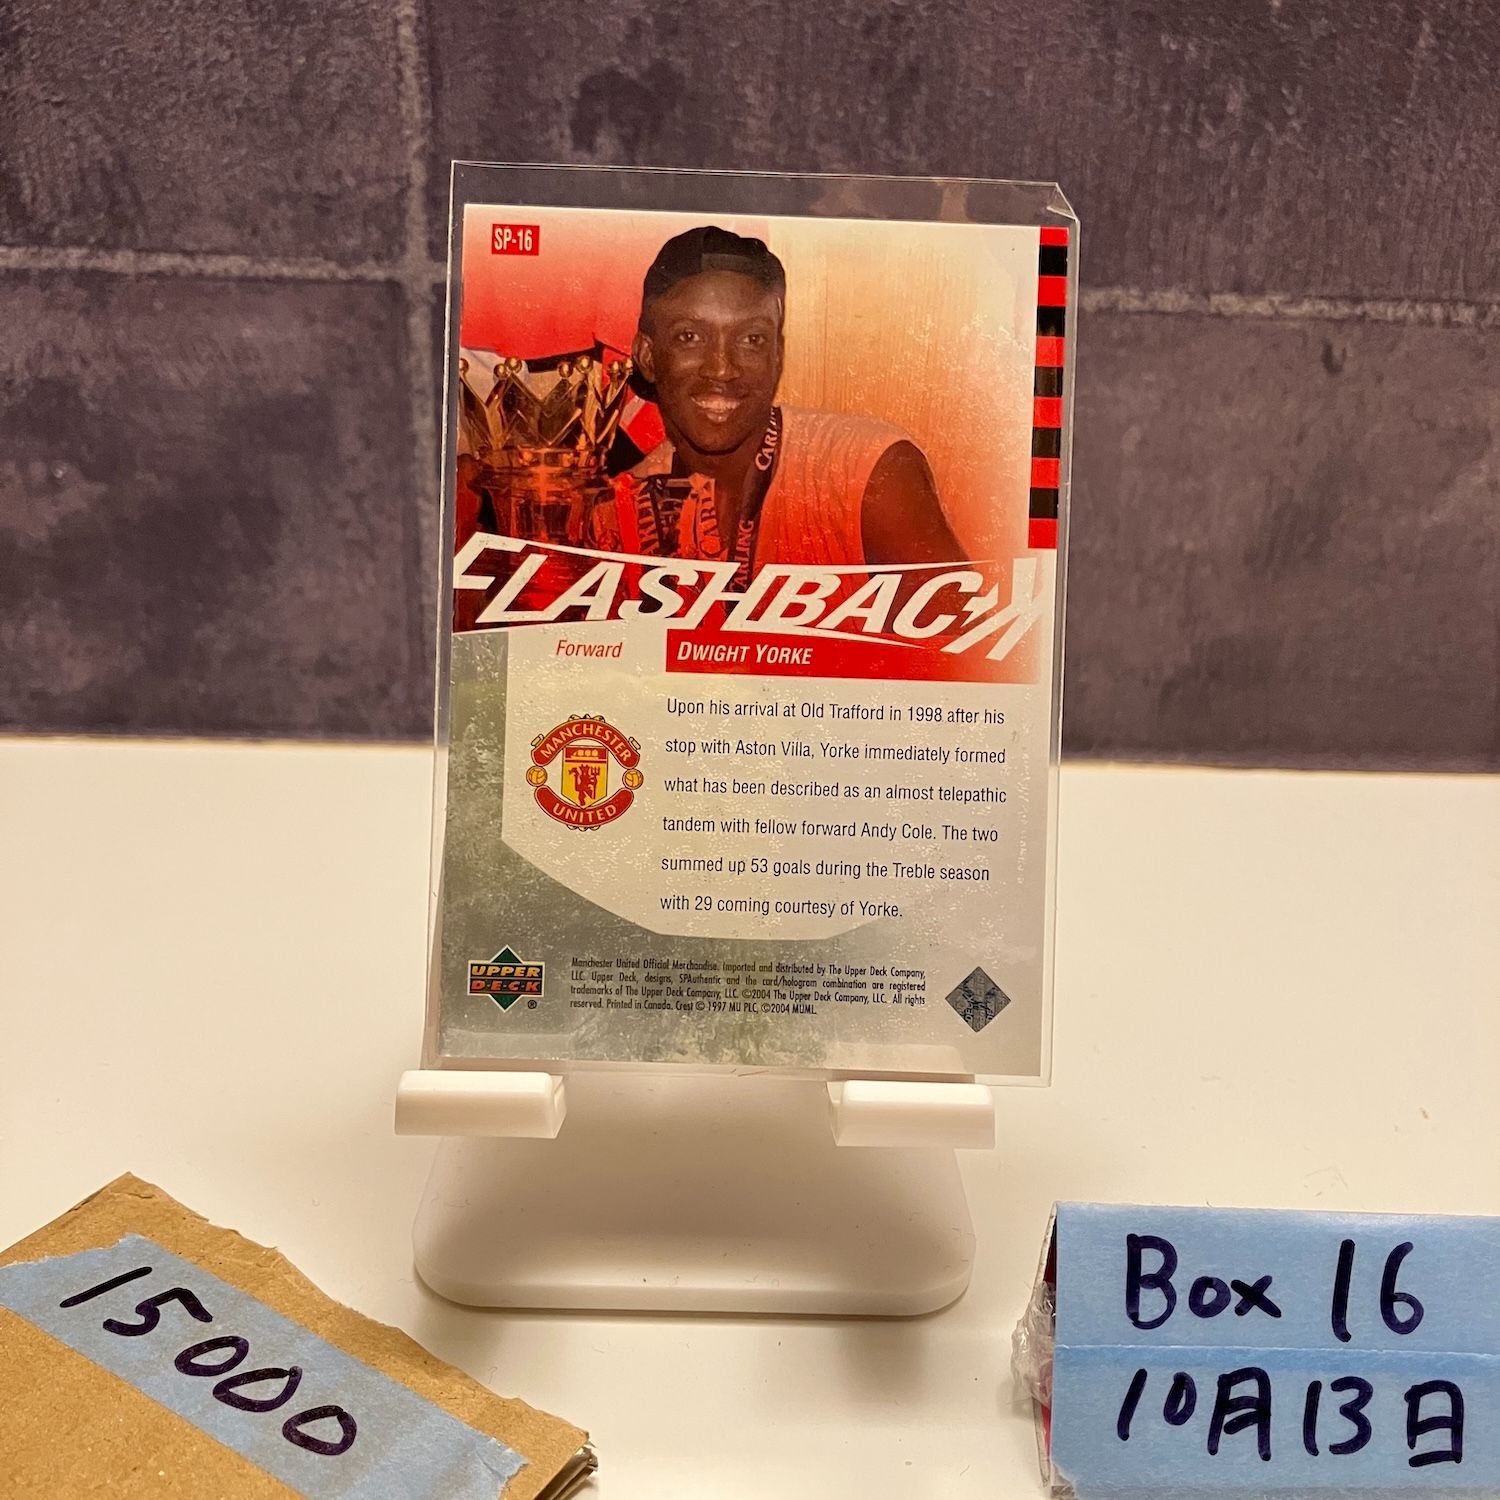 SP-16
CARLING
CARLING
CARLING
FLASHBACK
Forward
DWIGHT YORKE
Upon his arrival at Old Trafford in 1998 after his
stop with Aston Villa, Yorke immediately formed
what has been described as an almost telepathic
tandem with fellow forward Andy Cole. The two
summed up 53 goals during the Treble season
with 29 coming courtesy of Yorke.
MANCHESTER
UNITED
UPPER
D·E·C·K
®
Manchester United Official Merchandise. Imported and distributed by The Upper Deck Company,
LLC. Upper Deck, designs, SPAuthentic and the card/hologram combination are registered
trademarks of The Upper Deck Company, LLC. ©2004 The Upper Deck Company, LLC. All rights
reserved. Printed in Canada. Crest © 1997 MU PLC, ©2004 MUML.
15000
Box 16
10月13日